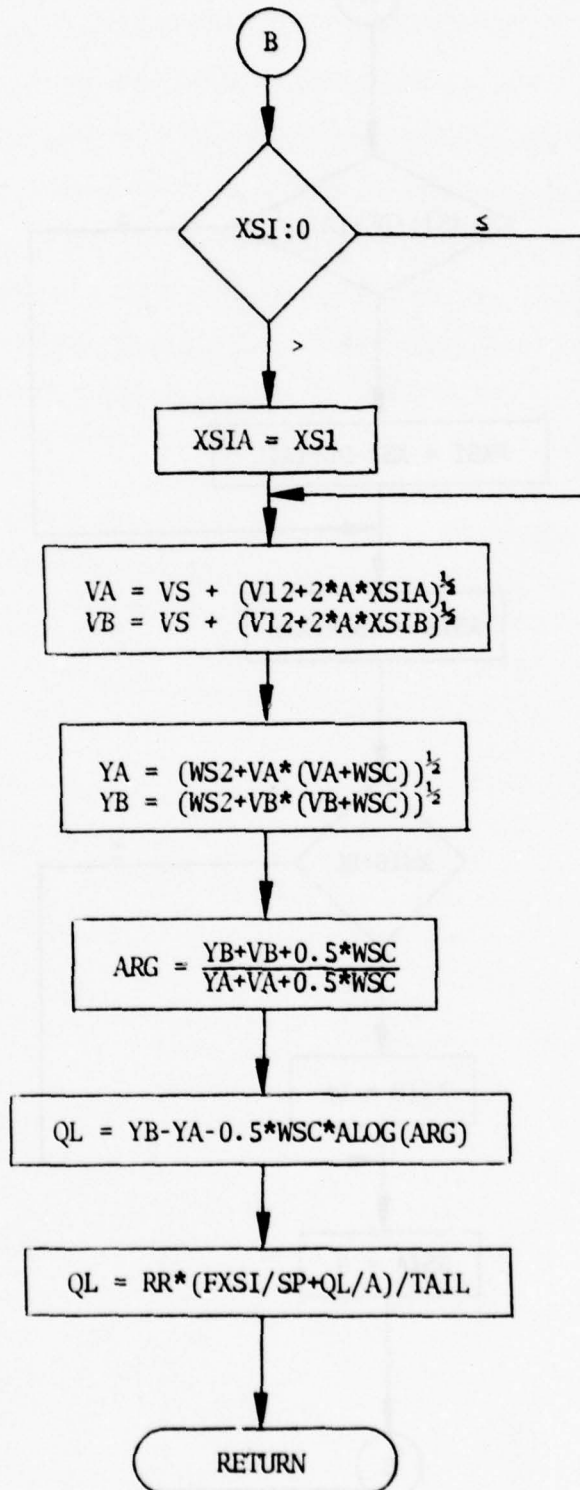 B
XSI:0
≤
>
XSIA = XS1
VA = VS + (V12+2*A*XSIA)½
VB = VS + (V12+2*A*XSIB)½
YA = (WS2+VA*(VA+WSC))½
YB = (WS2+VB*(VB+WSC))½
ARG = YB+VB+0.5*WSC
YA+VA+0.5*WSC
QL = YB-YA-0.5*WSC*ALOG(ARG)
QL = RR*(FXSI/SP+QL/A)/TAIL
RETURN